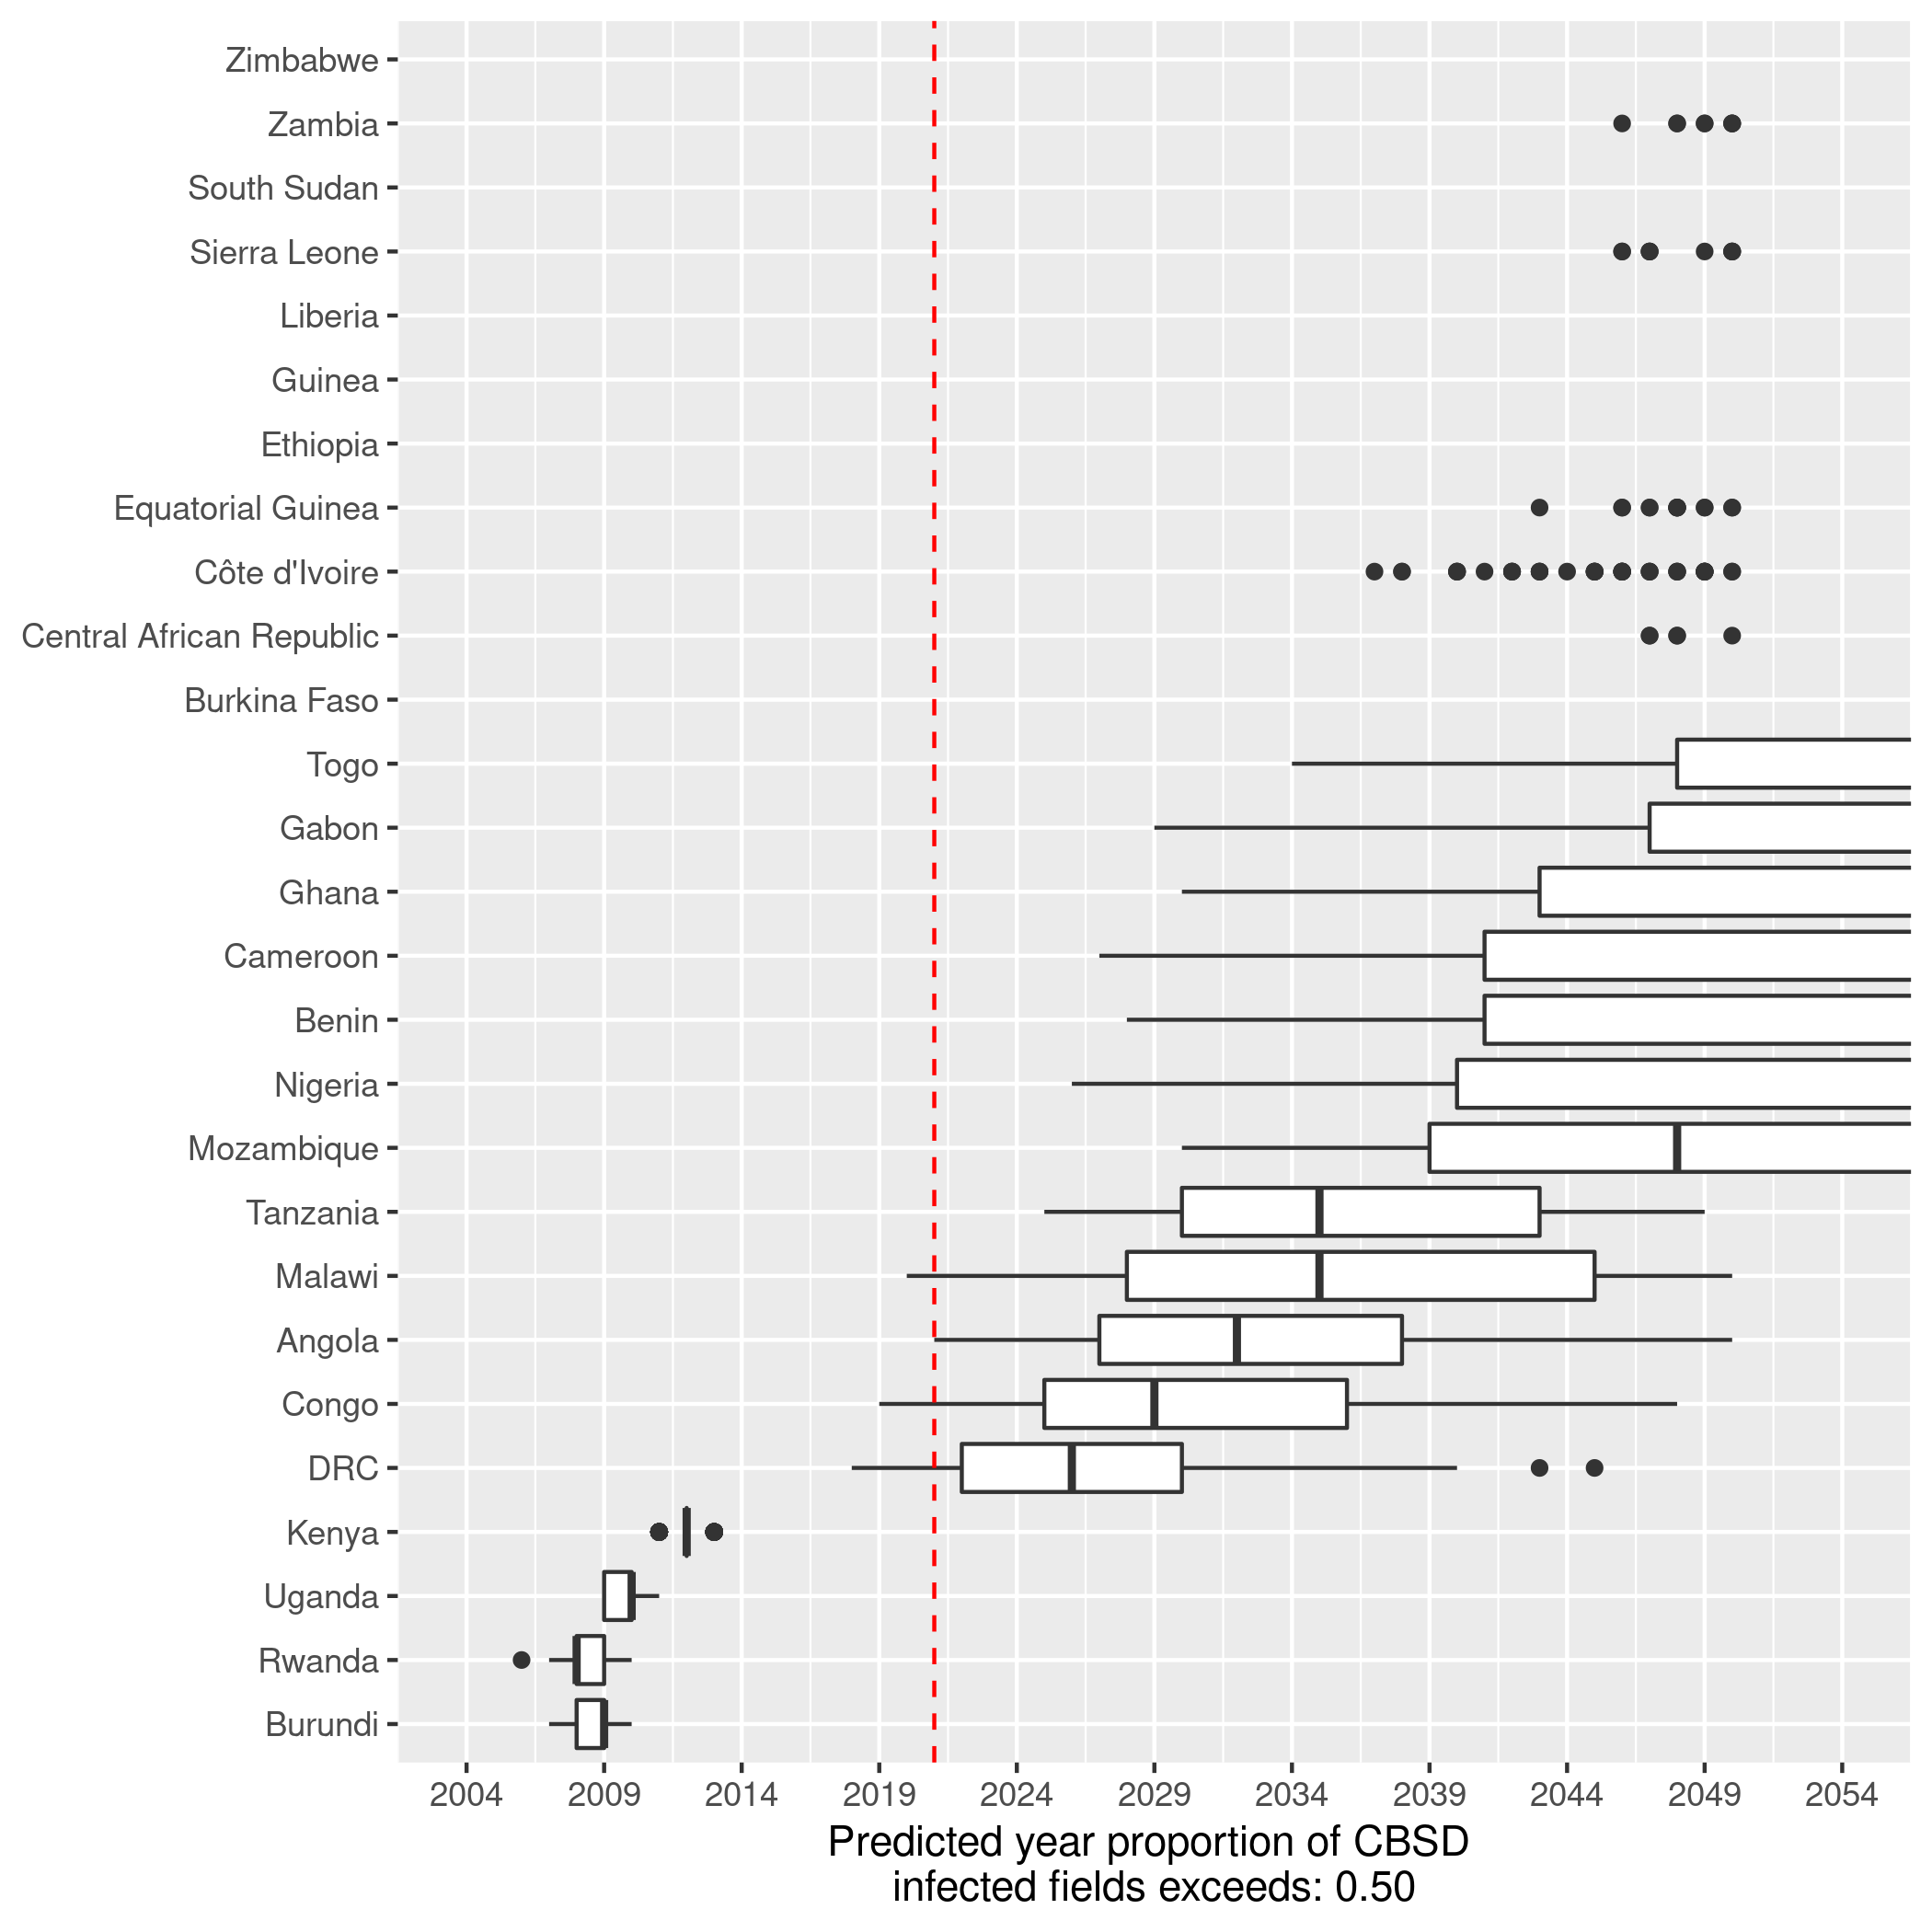 Zimbabwe
Zambia
South Sudan
Sierra Leone
Liberia
Guinea
Ethiopia
Equatorial Guinea
Côte d'Ivoire
Central African Republic
Burkina Faso
Togo
Gabon
Ghana
Cameroon
Benin
Nigeria
Mozambique
Tanzania
Malawi
Angola
Congo
DRC
Kenya
Uganda
Rwanda
Burundi
2004 2009 2014 2019 2024 2029 2034 2039 2044 2049 2054
Predicted year proportion of CBSD
infected fields exceeds: 0.50